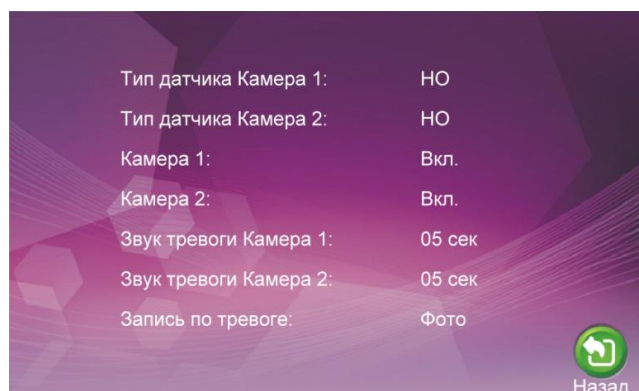 Тип датчика Камера 1: НО
Тип датчика Камера 2: НО
Камера 1: Вкл.
Камера 2: Вкл.
Звук тревоги Камера 1: 05 сек
Звук тревоги Камера 2: 05 сек
Запись по тревоге: Фото
Назад